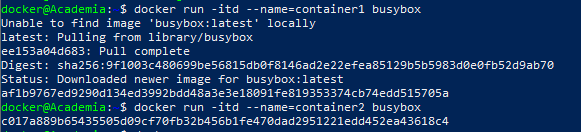 docker@Academia: $ docker run -itd --name=container1 busybox
Unable to find image 'busybox:latest' locally
latest: Pulling from library/busybox
ee153a04d683: Pull complete
Digest: sha256:9f1003c480699be56815db0f8146ad2e22efea85129b5b5983d0e0fb52d9ab70
Status: Downloaded newer image for busybox:latest
af1b9767ed9290d134ed3992bdd48a3e3e18091fe819353374cb74edd515705a
docker@Academia: $ docker run -itd --name=container2 busybox
c017a889b65435505d09cf70fb32b456b1fe470dad2951221edd452ea43618c4